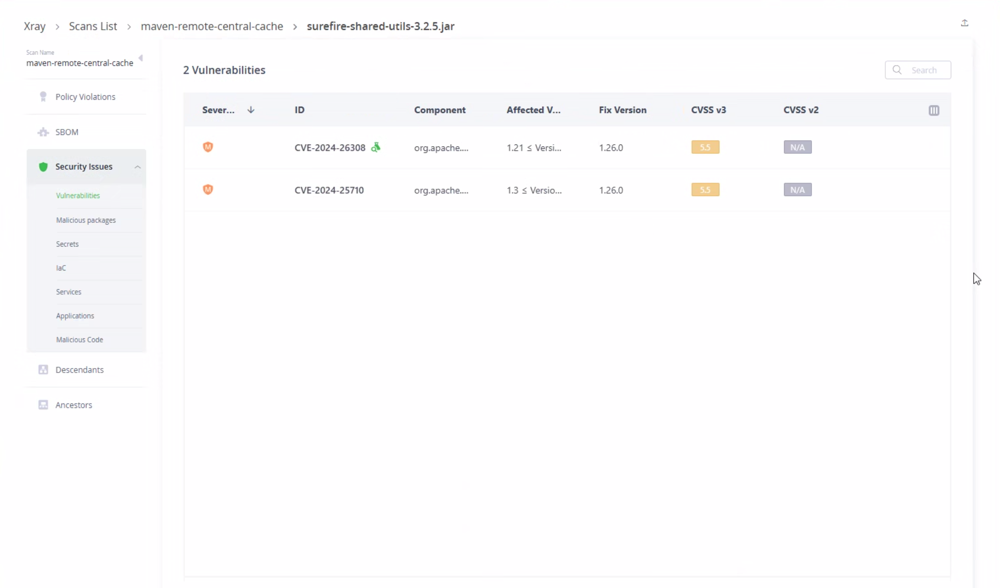 Xray > Scans List > maven-remote-central-cache > surefire-shared-utils-3.2.5.jar
Scan Name
maven-remote-central-cache
Policy Violations
SBOM
Security Issues
Vulnerabilities
Malicious packages
Secrets
IaC
Services
Applications
Malicious Code
Descendants
Ancestors
2 Vulnerabilities
Search
Sever... ID Component Affected V... Fix Version CVSS v3 CVSS v2
M CVE-2024-26308 org.apache.... 1.21 ≤ Versi... 1.26.0 5.5 N/A
M CVE-2024-25710 org.apache.... 1.3 ≤ Versio... 1.26.0 5.5 N/A